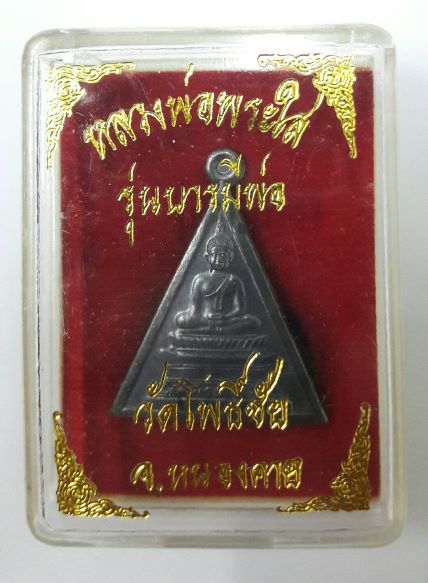 หลวงพ่อพระใส
รุ่นบารมีพ่อ
วัดโพธิ์ชัย
จ.หนองคาย